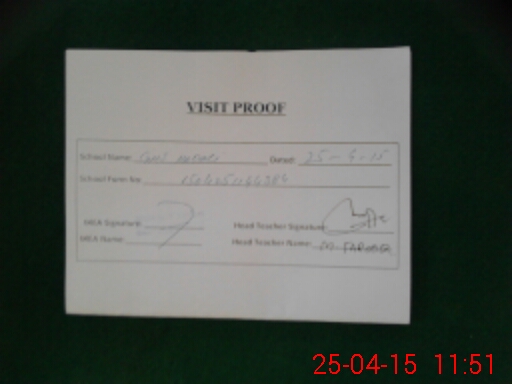 VISIT PROOF
School Name: Dated: 25-4-15
School Form No:
MEA Signature: Head Teacher Signature:
MEA Name: Head Teacher Name: M FAROOQ
25-04-15 11:51